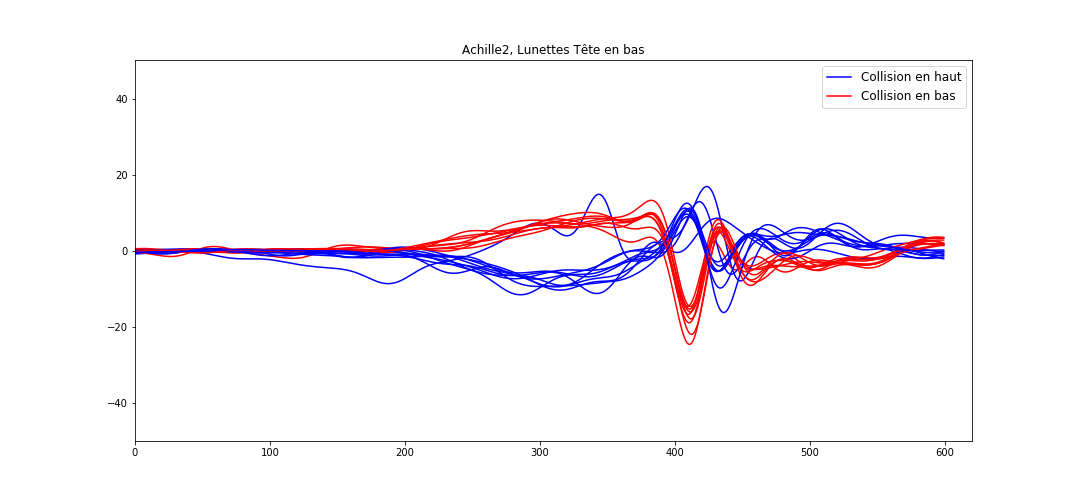 Achille2, Lunettes Tête en bas
Collision en haut
Collision en bas
40
20
0
−20
−40
0 100 200 300 400 500 600